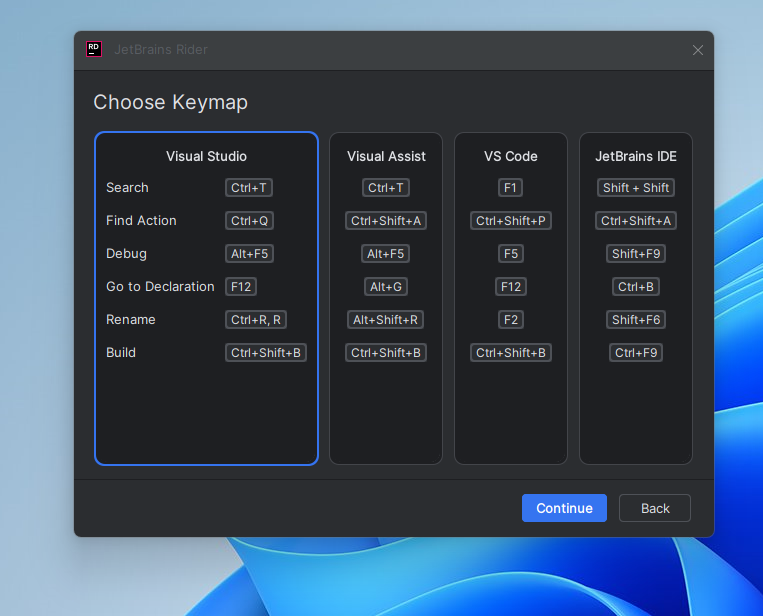 RD
JetBrains Rider
Choose Keymap
Visual Studio Visual Assist VS Code JetBrains IDE
Search Ctrl+T Ctrl+T F1 Shift + Shift
Find Action Ctrl+Q Ctrl+Shift+A Ctrl+Shift+P Ctrl+Shift+A
Debug Alt+F5 Alt+F5 F5 Shift+F9
Go to Declaration F12 Alt+G F12 Ctrl+B
Rename Ctrl+R, R Alt+Shift+R F2 Shift+F6
Build Ctrl+Shift+B Ctrl+Shift+B Ctrl+Shift+B Ctrl+F9
Continue Back